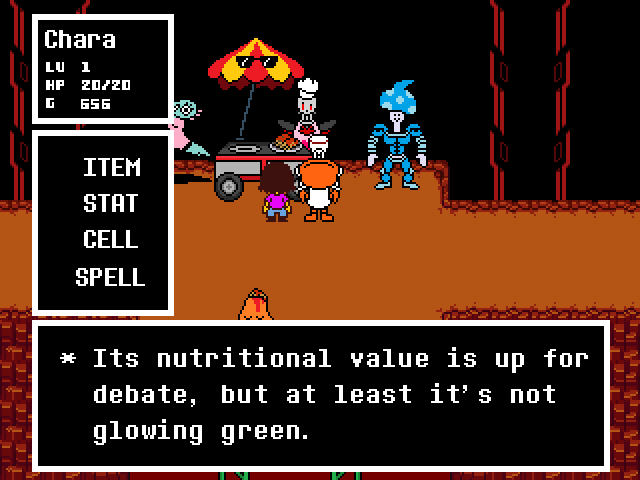 Chara
LV 1
HP 20/20
G 656
ITEM
STAT
CELL
SPELL
* Its nutritional value is up for
debate, but at least it's not
glowing green.